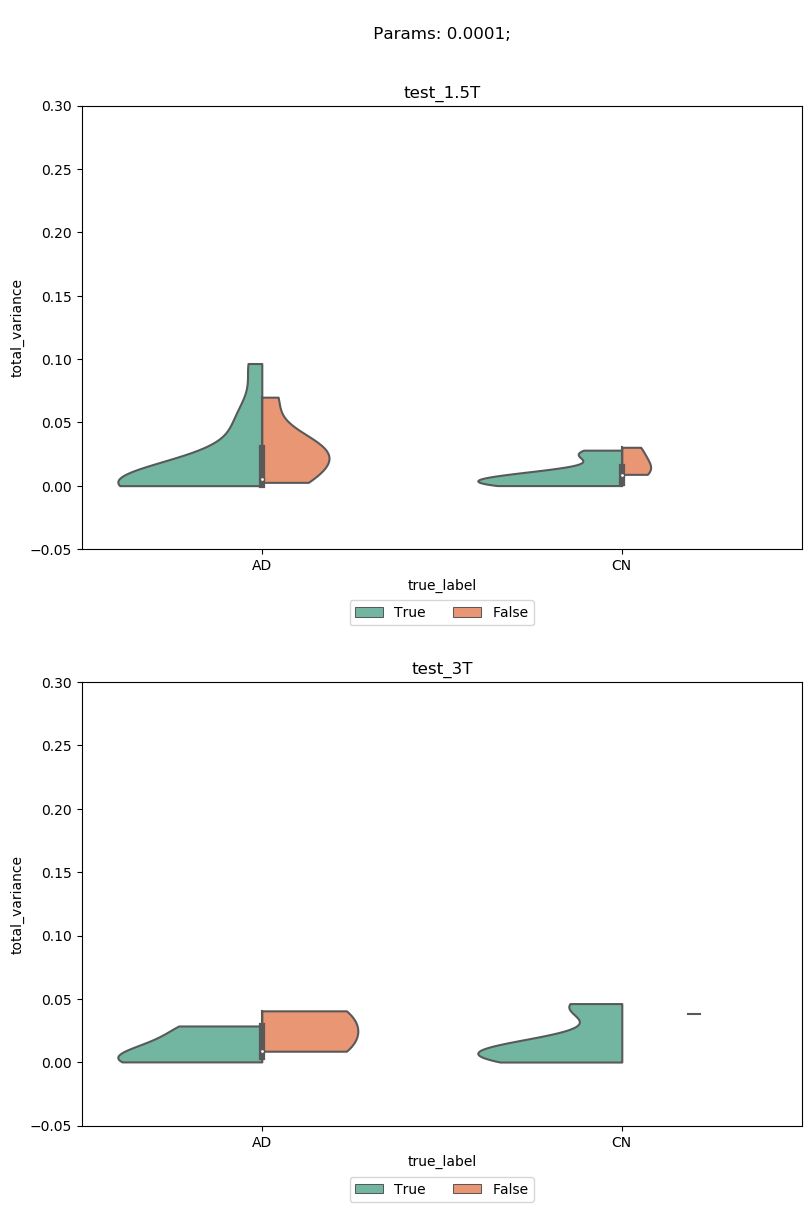 Params: 0.0001;
test_1.5T
0.30
0.25
0.20
0.15
0.10
0.05
0.00
−0.05
total_variance
AD CN
true_label
True False
test_3T
0.30
0.25
0.20
0.15
0.10
0.05
0.00
−0.05
total_variance
AD CN
true_label
True False